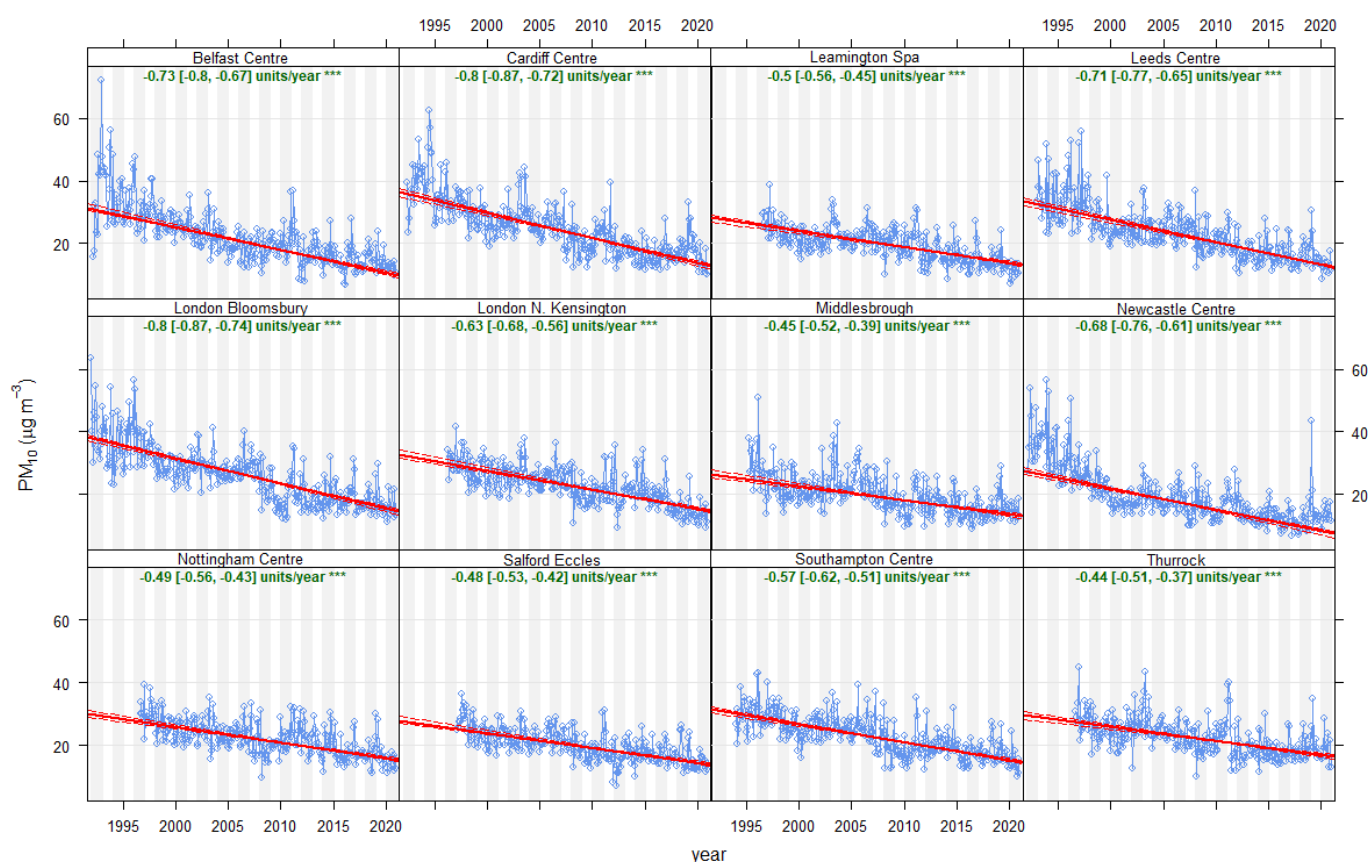 1995 2000 2005 2010 2015 2020 1995 2000 2005 2010 2015 2020
Belfast Centre Cardiff Centre Leamington Spa Leeds Centre
-0.73 [-0.8, -0.67] units/year *** -0.8 [-0.87, -0.72] units/year *** -0.5 [-0.56, -0.45] units/year *** -0.71 [-0.77, -0.65] units/year ***
60
40
20
London Bloomsbury London N. Kensington Middlesbrough Newcastle Centre
-0.8 [-0.87, -0.74] units/year *** -0.63 [-0.68, -0.56] units/year *** -0.45 [-0.52, -0.39] units/year *** -0.68 [-0.76, -0.61] units/year ***
60
40
20
PM₁₀ (µg m⁻³)
Nottingham Centre Salford Eccles Southampton Centre Thurrock
-0.49 [-0.56, -0.43] units/year *** -0.48 [-0.53, -0.42] units/year *** -0.57 [-0.62, -0.51] units/year *** -0.44 [-0.51, -0.37] units/year ***
60
40
20
1995 2000 2005 2010 2015 2020 1995 2000 2005 2010 2015 2020
year